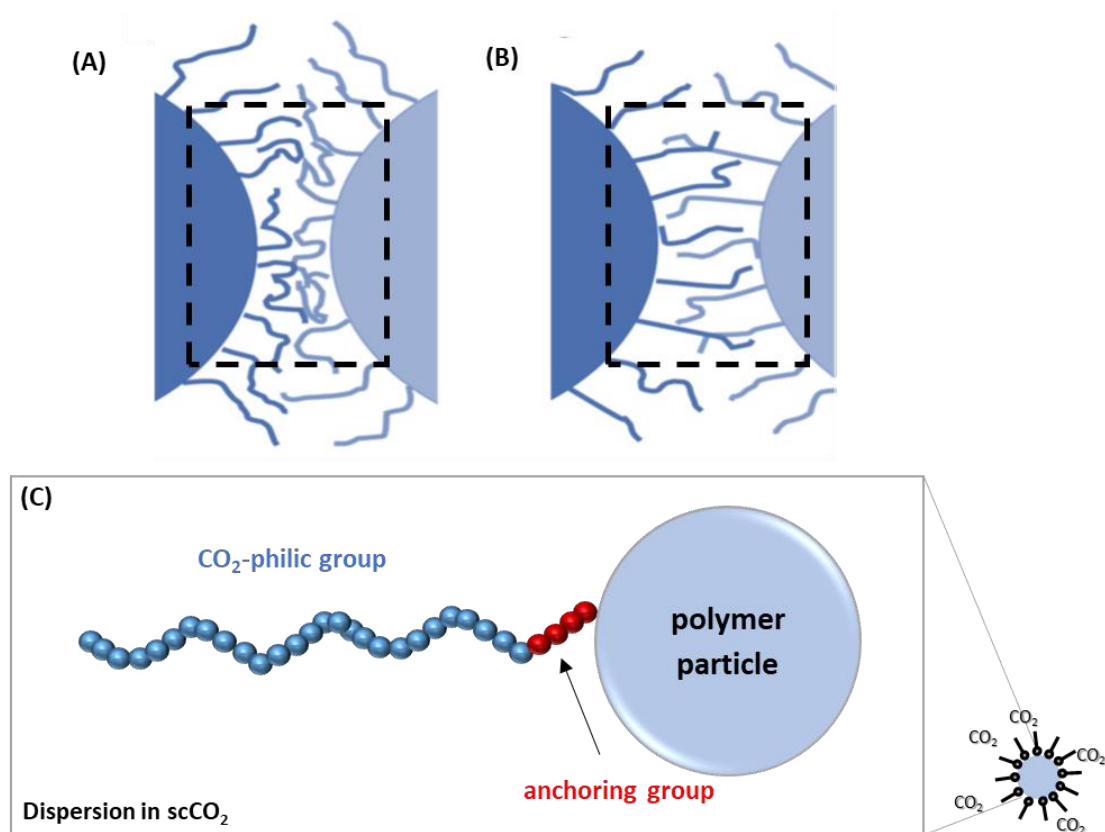 (A)
(B)
(C)
CO₂-philic group
polymer
particle
anchoring group
Dispersion in scCO₂
CO₂
CO₂
CO₂
CO₂
CO₂
CO₂